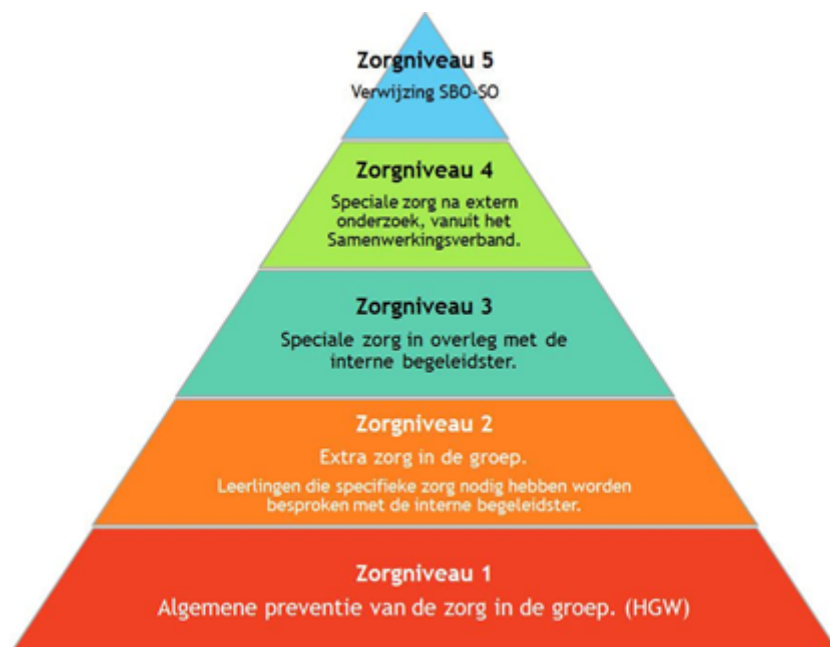 Zorgniveau 5
Verwijzing SBO-SO
Zorgniveau 4
Speciale zorg na extern
onderzoek, vanuit het
Samenwerkingsverband.
Zorgniveau 3
Speciale zorg in overleg met de
interne begeleidster.
Zorgniveau 2
Extra zorg in de groep.
Leerlingen die specifieke zorg nodig hebben worden
besproken met de interne begeleidster.
Zorgniveau 1
Algemene preventie van de zorg in de groep. (HGW)